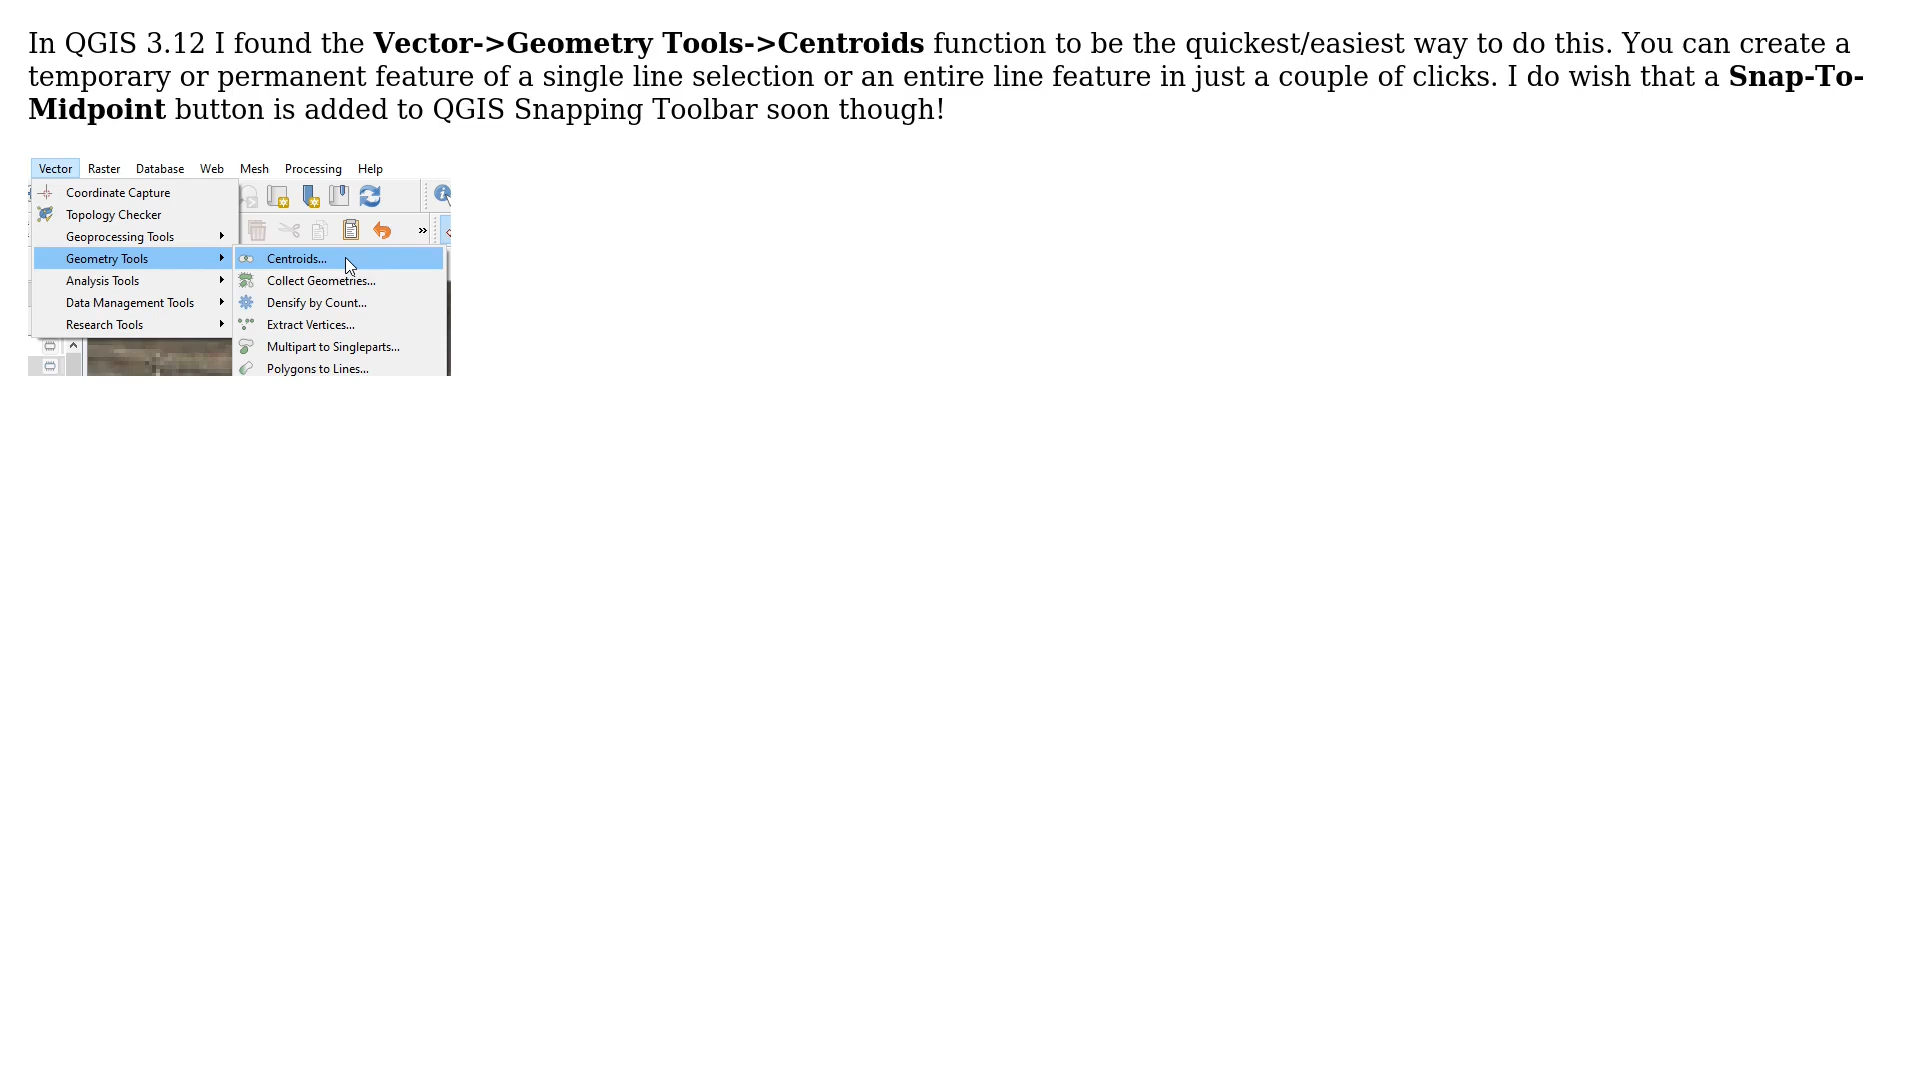 In QGIS 3.12 I found the Vector->Geometry Tools->Centroids function to be the quickest/easiest way to do this. You can create a
temporary or permanent feature of a single line selection or an entire line feature in just a couple of clicks. I do wish that a Snap-To-
Midpoint button is added to QGIS Snapping Toolbar soon though!
Vector Raster Database Web Mesh Processing Help
Coordinate Capture
Topology Checker
Geoprocessing Tools
Geometry Tools
Analysis Tools
Data Management Tools
Research Tools
»
Centroids...
Collect Geometries...
Densify by Count...
Extract Vertices...
Multipart to Singleparts...
Polygons to Lines...